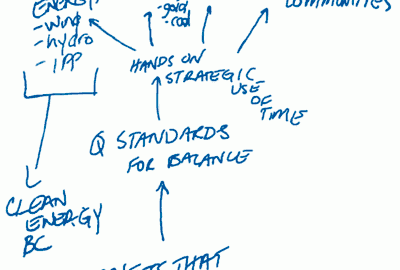 ENERGY
COMMUNITIES
- wind
- hydro
- IPP
- gold
- coal
HANDS ON
STRATEGIC
USE
OF
TIME
Q STANDARDS
FOR BALANCE
CLEAN
ENERGY
BC
THAT